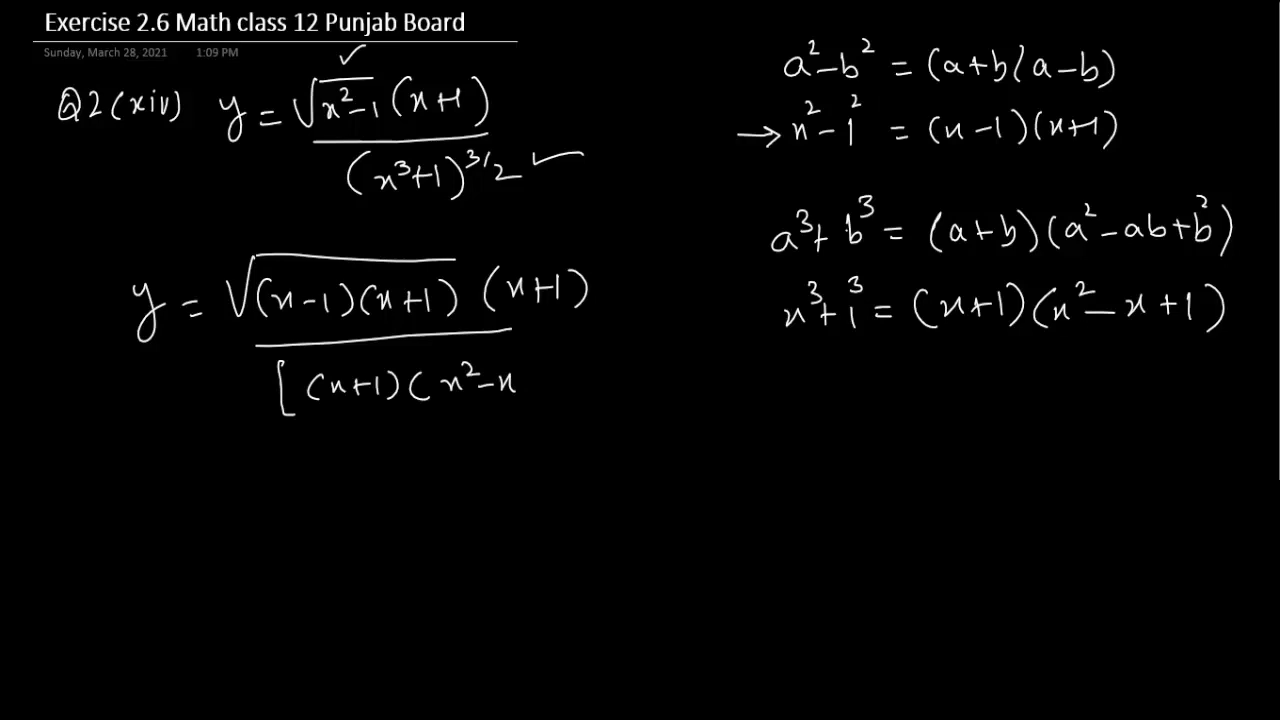 Exercise 2.6 Math class 12 Punjab Board
Sunday, March 28, 2021 1:09 PM
Q2(xiv) y = √(x²-1) (x+1) / (x³+1)^3/2
y = √((x-1)(x+1)) (x+1) / [(x+1)(x²-x
a²-b² = (a+b(a-b)
→ x²-1² = (x-1)(x+1)
a³+b³ = (a+b)(a²-ab+b²)
x³+1³ = (x+1)(x²-x+1)